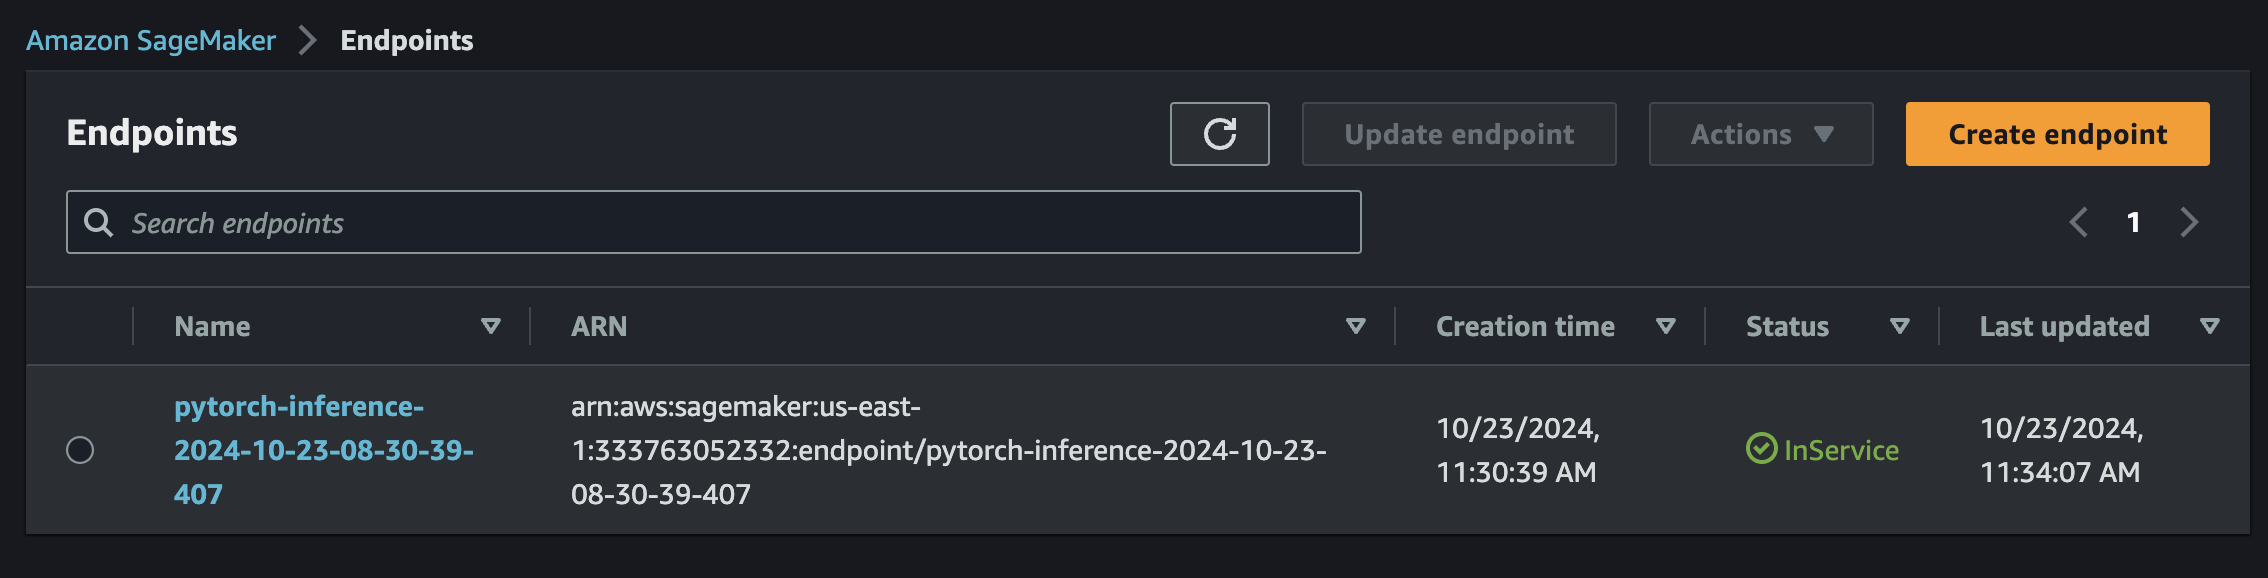 Amazon SageMaker Endpoints
Endpoints
Update endpoint
Actions
Create endpoint
Search endpoints
1
Name ARN Creation time Status Last updated
pytorch-inference-
2024-10-23-08-30-39-
407
arn:aws:sagemaker:us-east-
1:333763052332:endpoint/pytorch-inference-2024-10-23-
08-30-39-407
10/23/2024,
11:30:39 AM
InService
10/23/2024,
11:34:07 AM